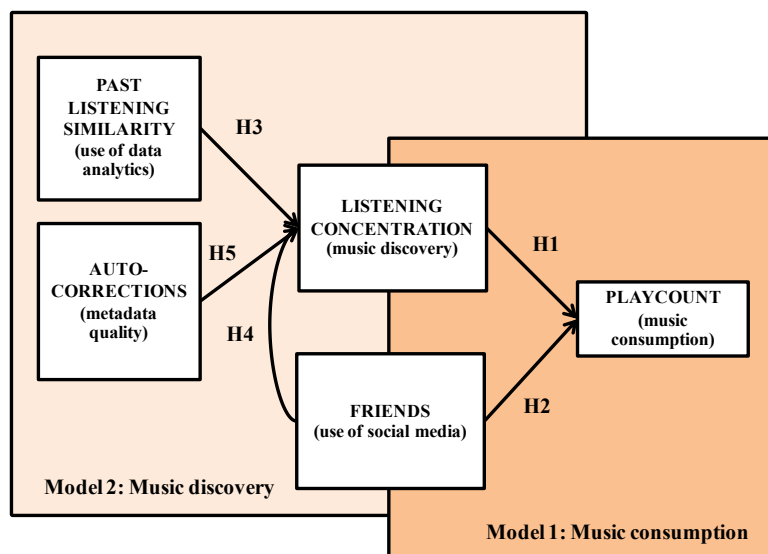 PAST
LISTENING
SIMILARITY
(use of data
analytics)
H3
LISTENING
CONCENTRATION
(music discovery)
H5
H1
AUTO-
CORRECTIONS
(metadata
quality)
PLAYCOUNT
(music
consumption)
H4
FRIENDS
(use of social media)
H2
Model 2: Music discovery
Model 1: Music consumption